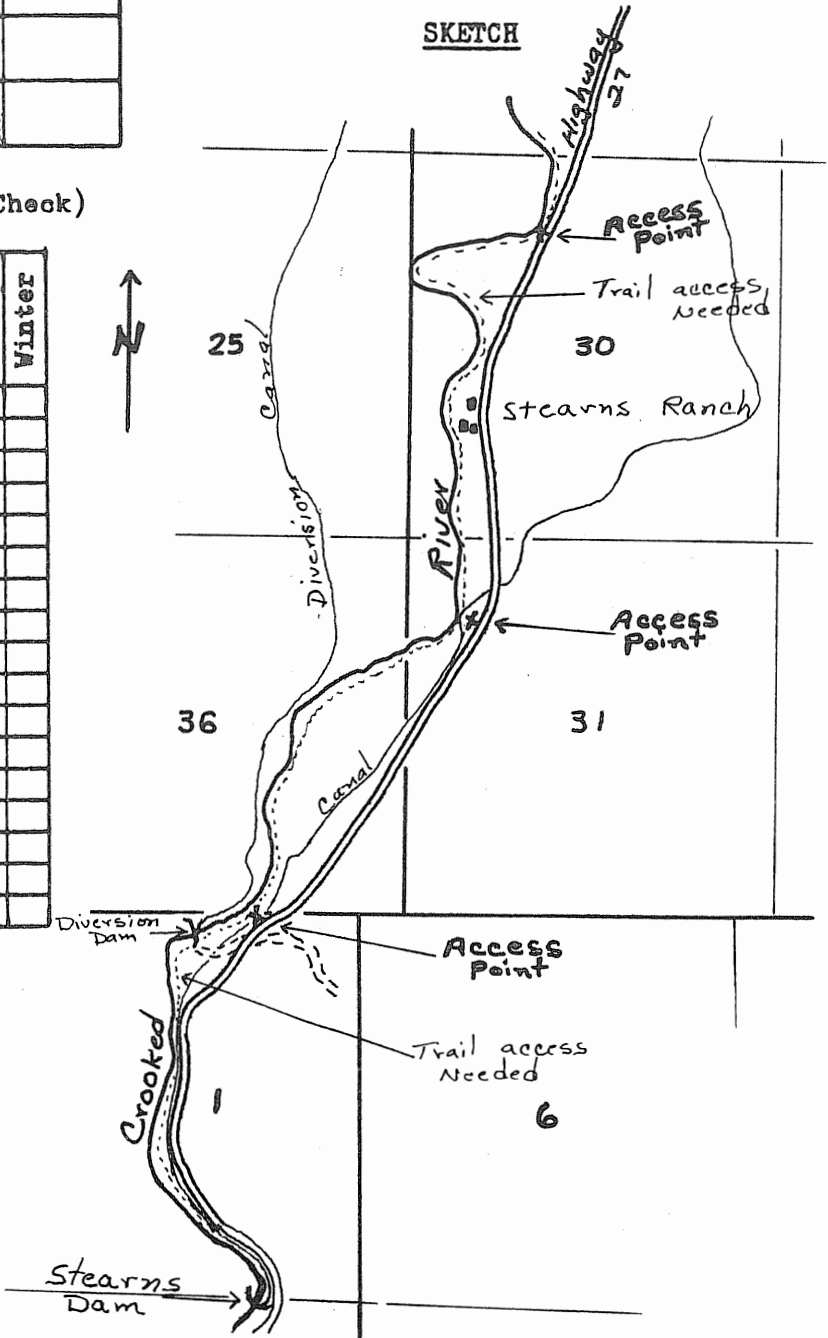 SKETCH
Highway
27
Check)
Winter
Access
Point
N
Trail access
Needed
25
30
Canal
Stearns Ranch
River
Diversion
Access
Point
36
31
Canal
Diversion
Dam
Access
Point
Crooked
Trail access
Needed
1
6
Stearns
Dam